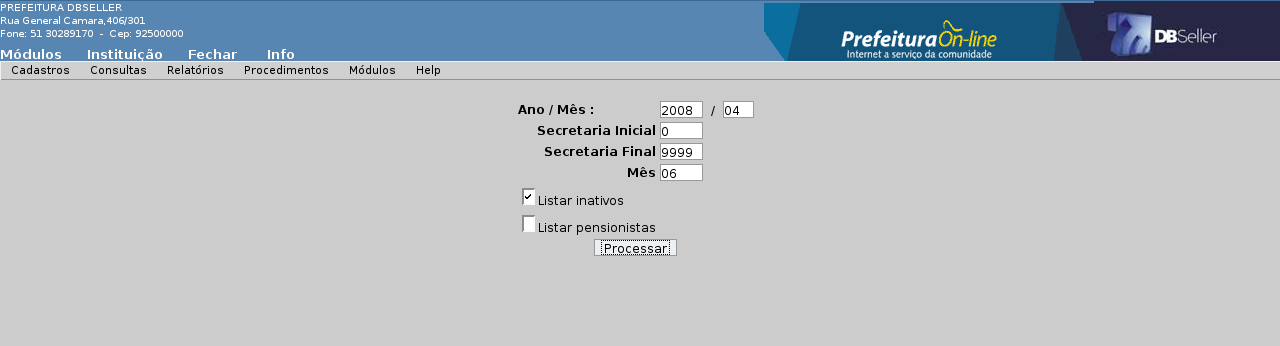 PREFEITURA DBSELLER
Rua General Camara,406/301
Fone: 51 30289170 - Cep: 92500000
Módulos Instituição Fechar Info
Prefeitura On-line
Internet a serviço da comunidade
DBSeller
Cadastros Consultas Relatórios Procedimentos Módulos Help
Ano / Mês : 2008 / 04
Secretaria Inicial 0
Secretaria Final 9999
Mês 06
Listar inativos
Listar pensionistas
Processar